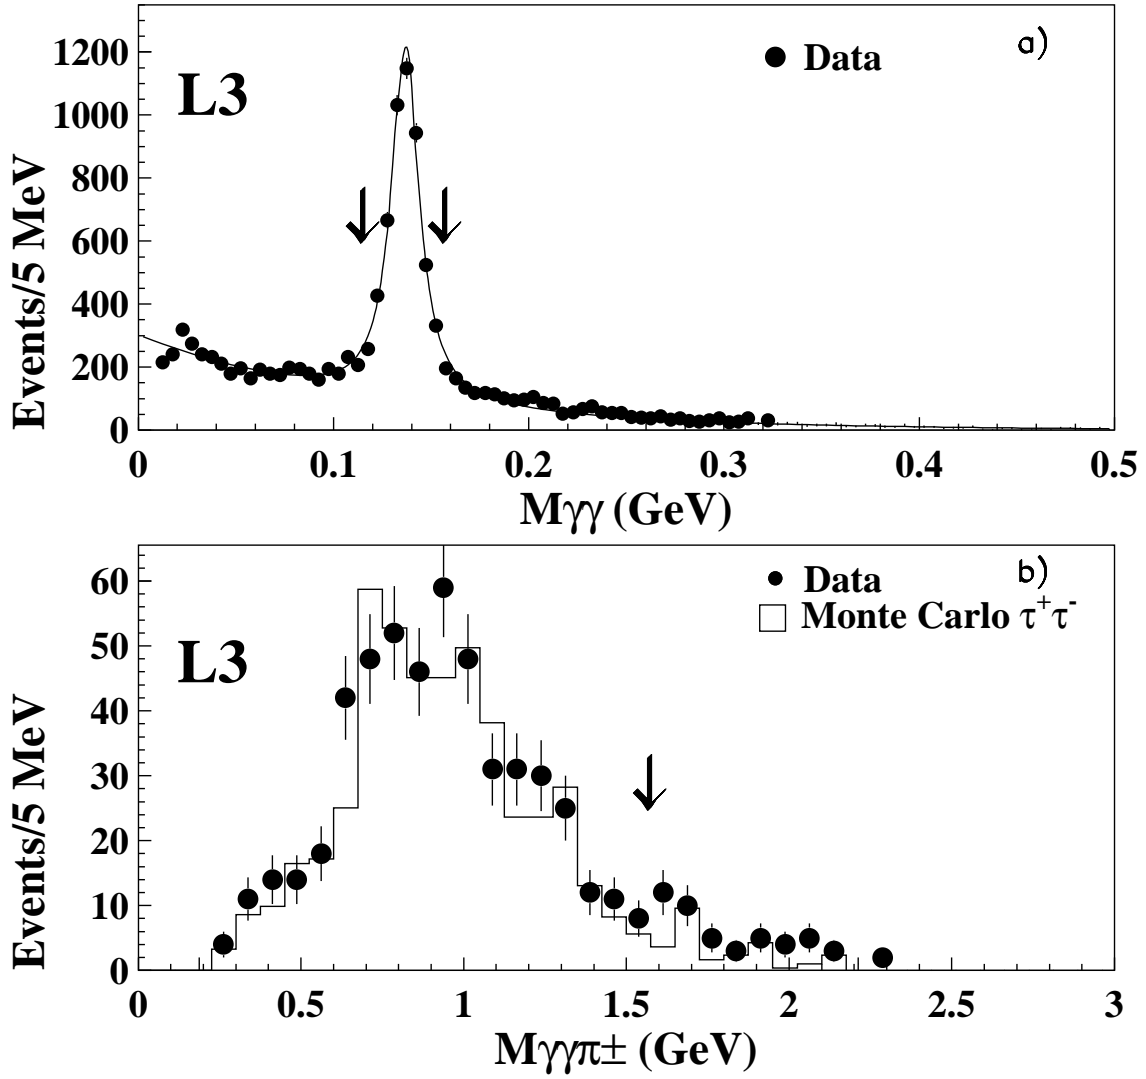 a)
Data
L3
1200
1000
800
600
400
200
0
Events/5 MeV
0 0.1 0.2 0.3 0.4 0.5
Mγγ (GeV)
b)
Data
Monte Carlo τ⁺τ⁻
L3
60
50
40
30
20
10
0
Events/5 MeV
0 0.5 1 1.5 2 2.5 3
Mγγπ± (GeV)